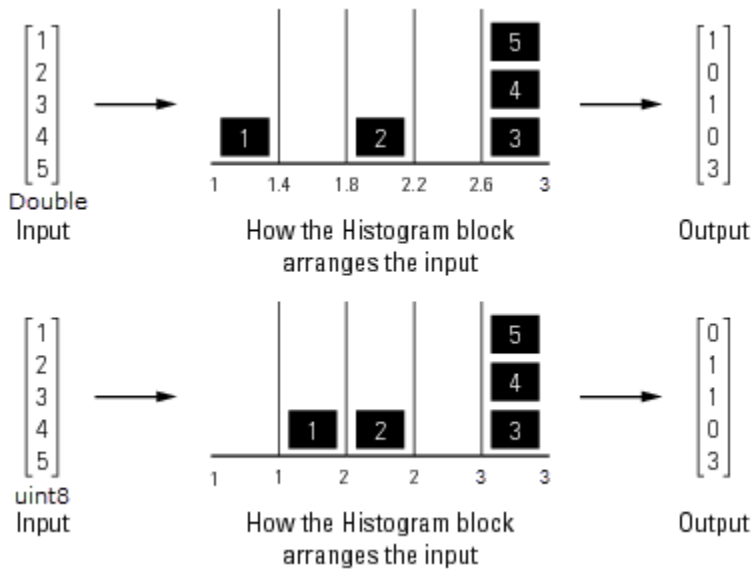 1
2
3
4
5
Double
Input
5
4
1 2 3
1 1.4 1.8 2.2 2.6 3
How the Histogram block
arranges the input
1
0
1
0
3
Output
1
2
3
4
5
uint8
Input
5
4
1 2 3
1 1 2 2 3 3
How the Histogram block
arranges the input
0
1
1
0
3
Output